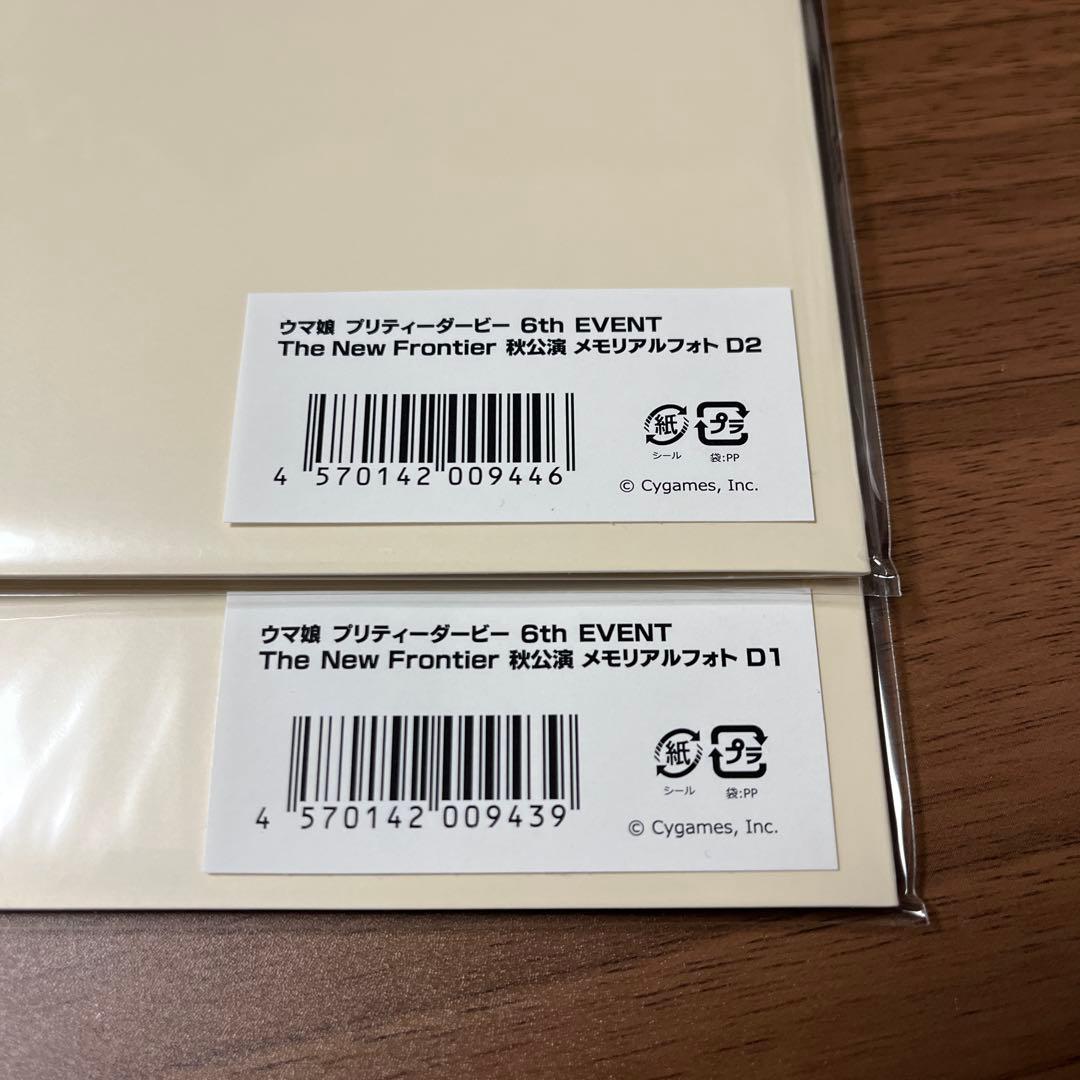 ウマ娘 プリティーダービー 6th EVENT
The New Frontier 秋公演 メモリアルフォト D2
紙 プラ
シール 袋:PP
4 570142 009446
© Cygames, Inc.
ウマ娘 プリティーダービー 6th EVENT
The New Frontier 秋公演 メモリアルフォト D1
紙 プラ
シール 袋:PP
4 570142 009439
© Cygames, Inc.